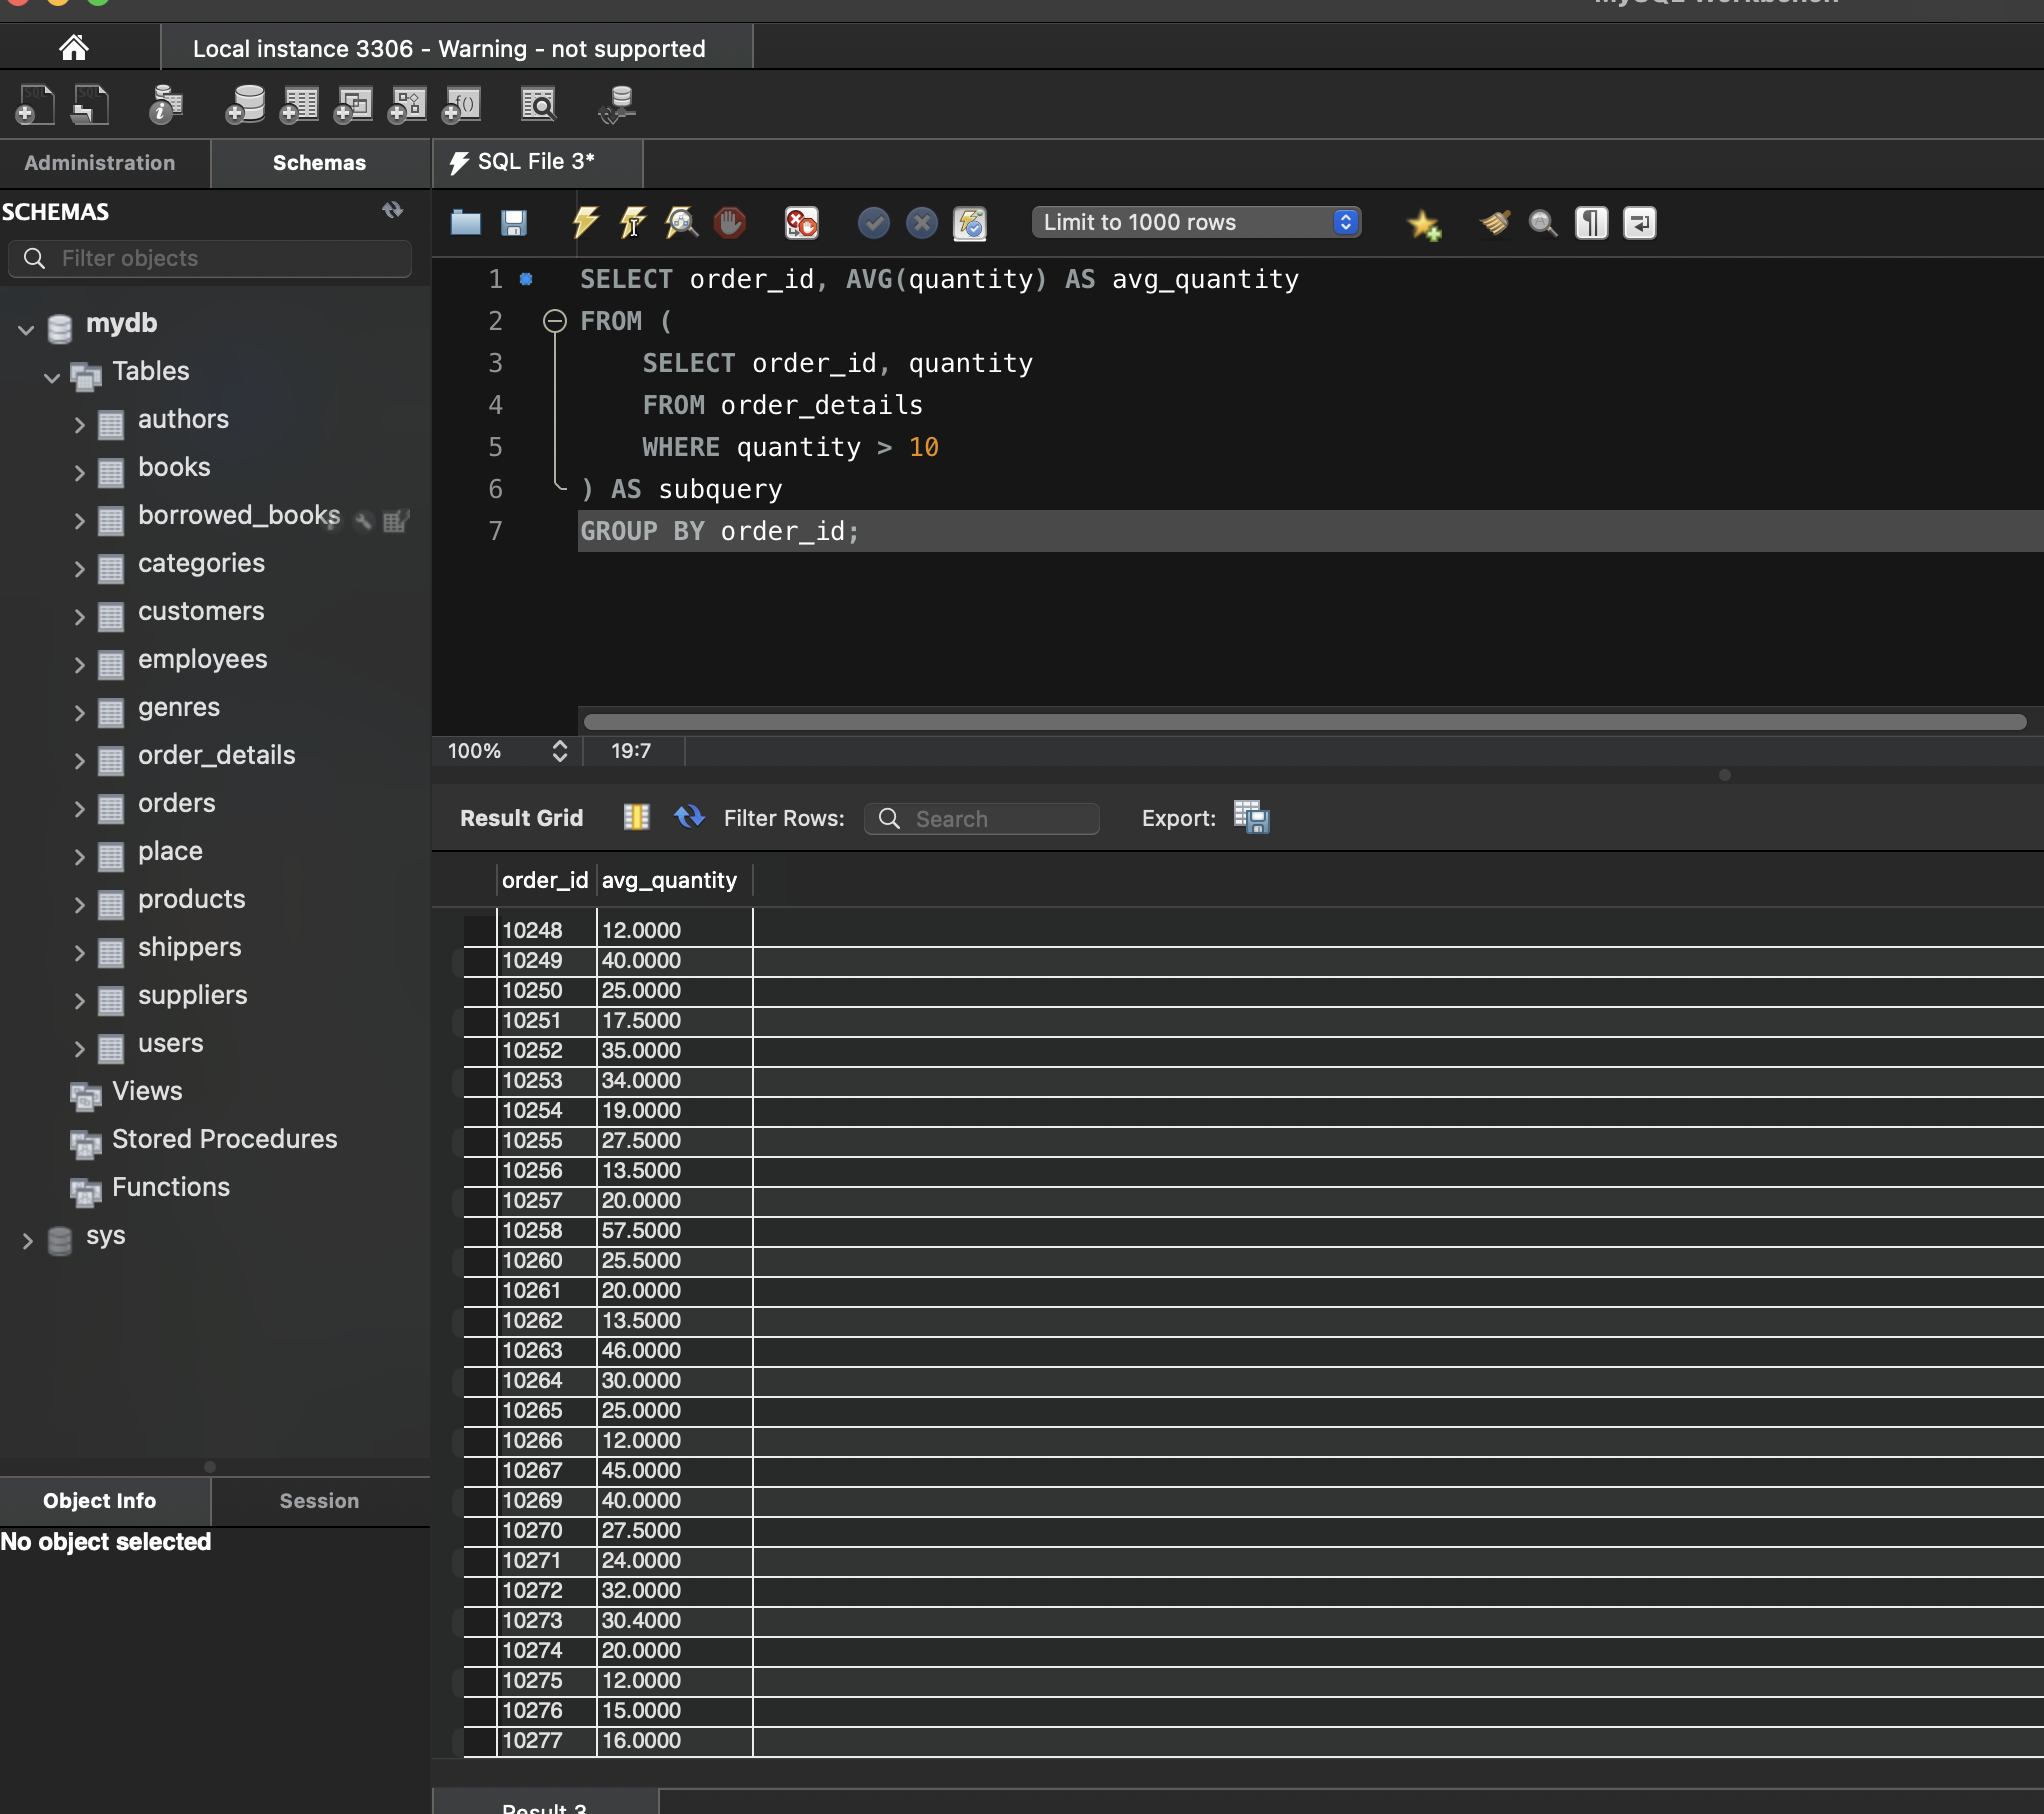 MySQL Workbench
Local instance 3306 - Warning - not supported
Administration
Schemas
SQL File 3*
SCHEMAS
Filter objects
mydb
Tables
authors
books
borrowed_books
categories
customers
employees
genres
order_details
orders
place
products
shippers
suppliers
users
Views
Stored Procedures
Functions
sys
Object Info
Session
No object selected
Limit to 1000 rows
1 SELECT order_id, AVG(quantity) AS avg_quantity
2 FROM (
3 SELECT order_id, quantity
4 FROM order_details
5 WHERE quantity > 10
6 ) AS subquery
7 GROUP BY order_id;
100% 19:7
Result Grid Filter Rows: Search Export:
order_id avg_quantity
10248 12.0000
10249 40.0000
10250 25.0000
10251 17.5000
10252 35.0000
10253 34.0000
10254 19.0000
10255 27.5000
10256 13.5000
10257 20.0000
10258 57.5000
10260 25.5000
10261 20.0000
10262 13.5000
10263 46.0000
10264 30.0000
10265 25.0000
10266 12.0000
10267 45.0000
10269 40.0000
10270 27.5000
10271 24.0000
10272 32.0000
10273 30.4000
10274 20.0000
10275 12.0000
10276 15.0000
10277 16.0000
Result 3